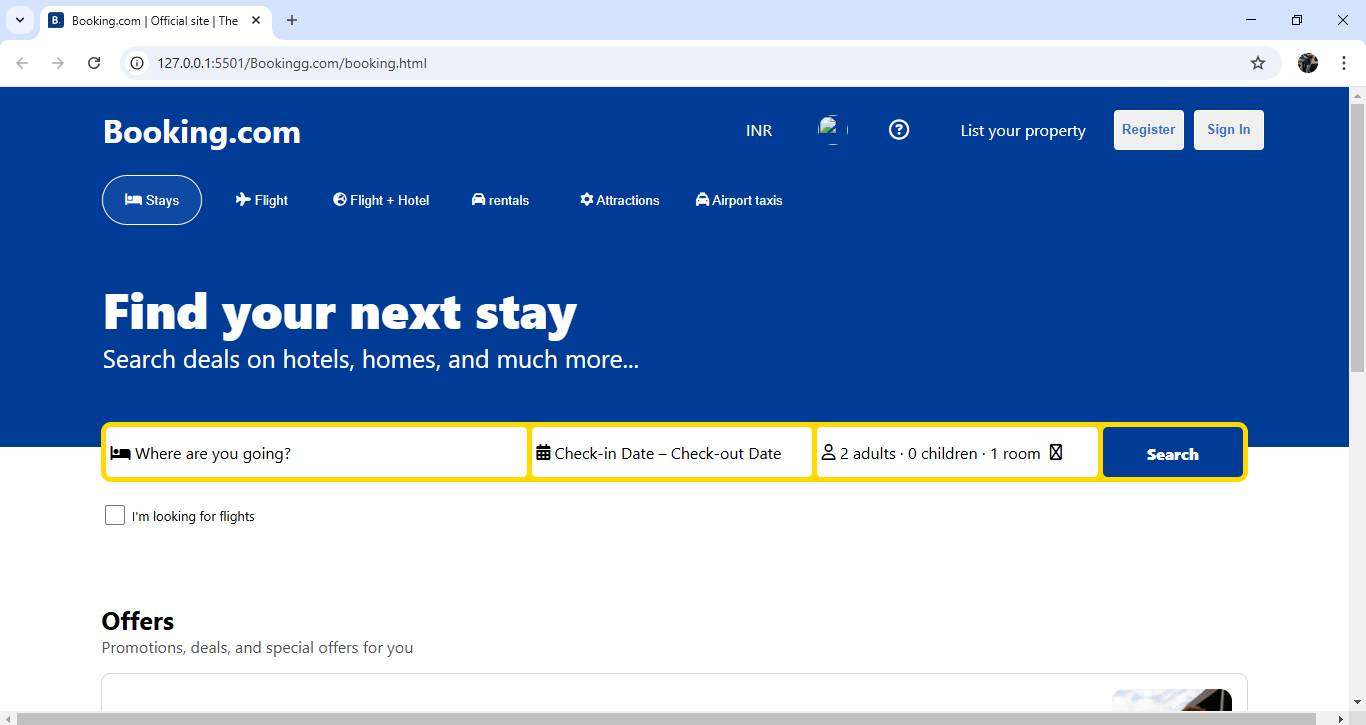 B. Booking.com | Official site | The
127.0.0.1:5501/Bookingg.com/booking.html
Booking.com
INR
List your property
Register
Sign In
Stays
Flight
Flight + Hotel
rentals
Attractions
Airport taxis
Find your next stay
Search deals on hotels, homes, and much more...
Where are you going?
Check-in Date – Check-out Date
2 adults · 0 children · 1 room
Search
I'm looking for flights
Offers
Promotions, deals, and special offers for you